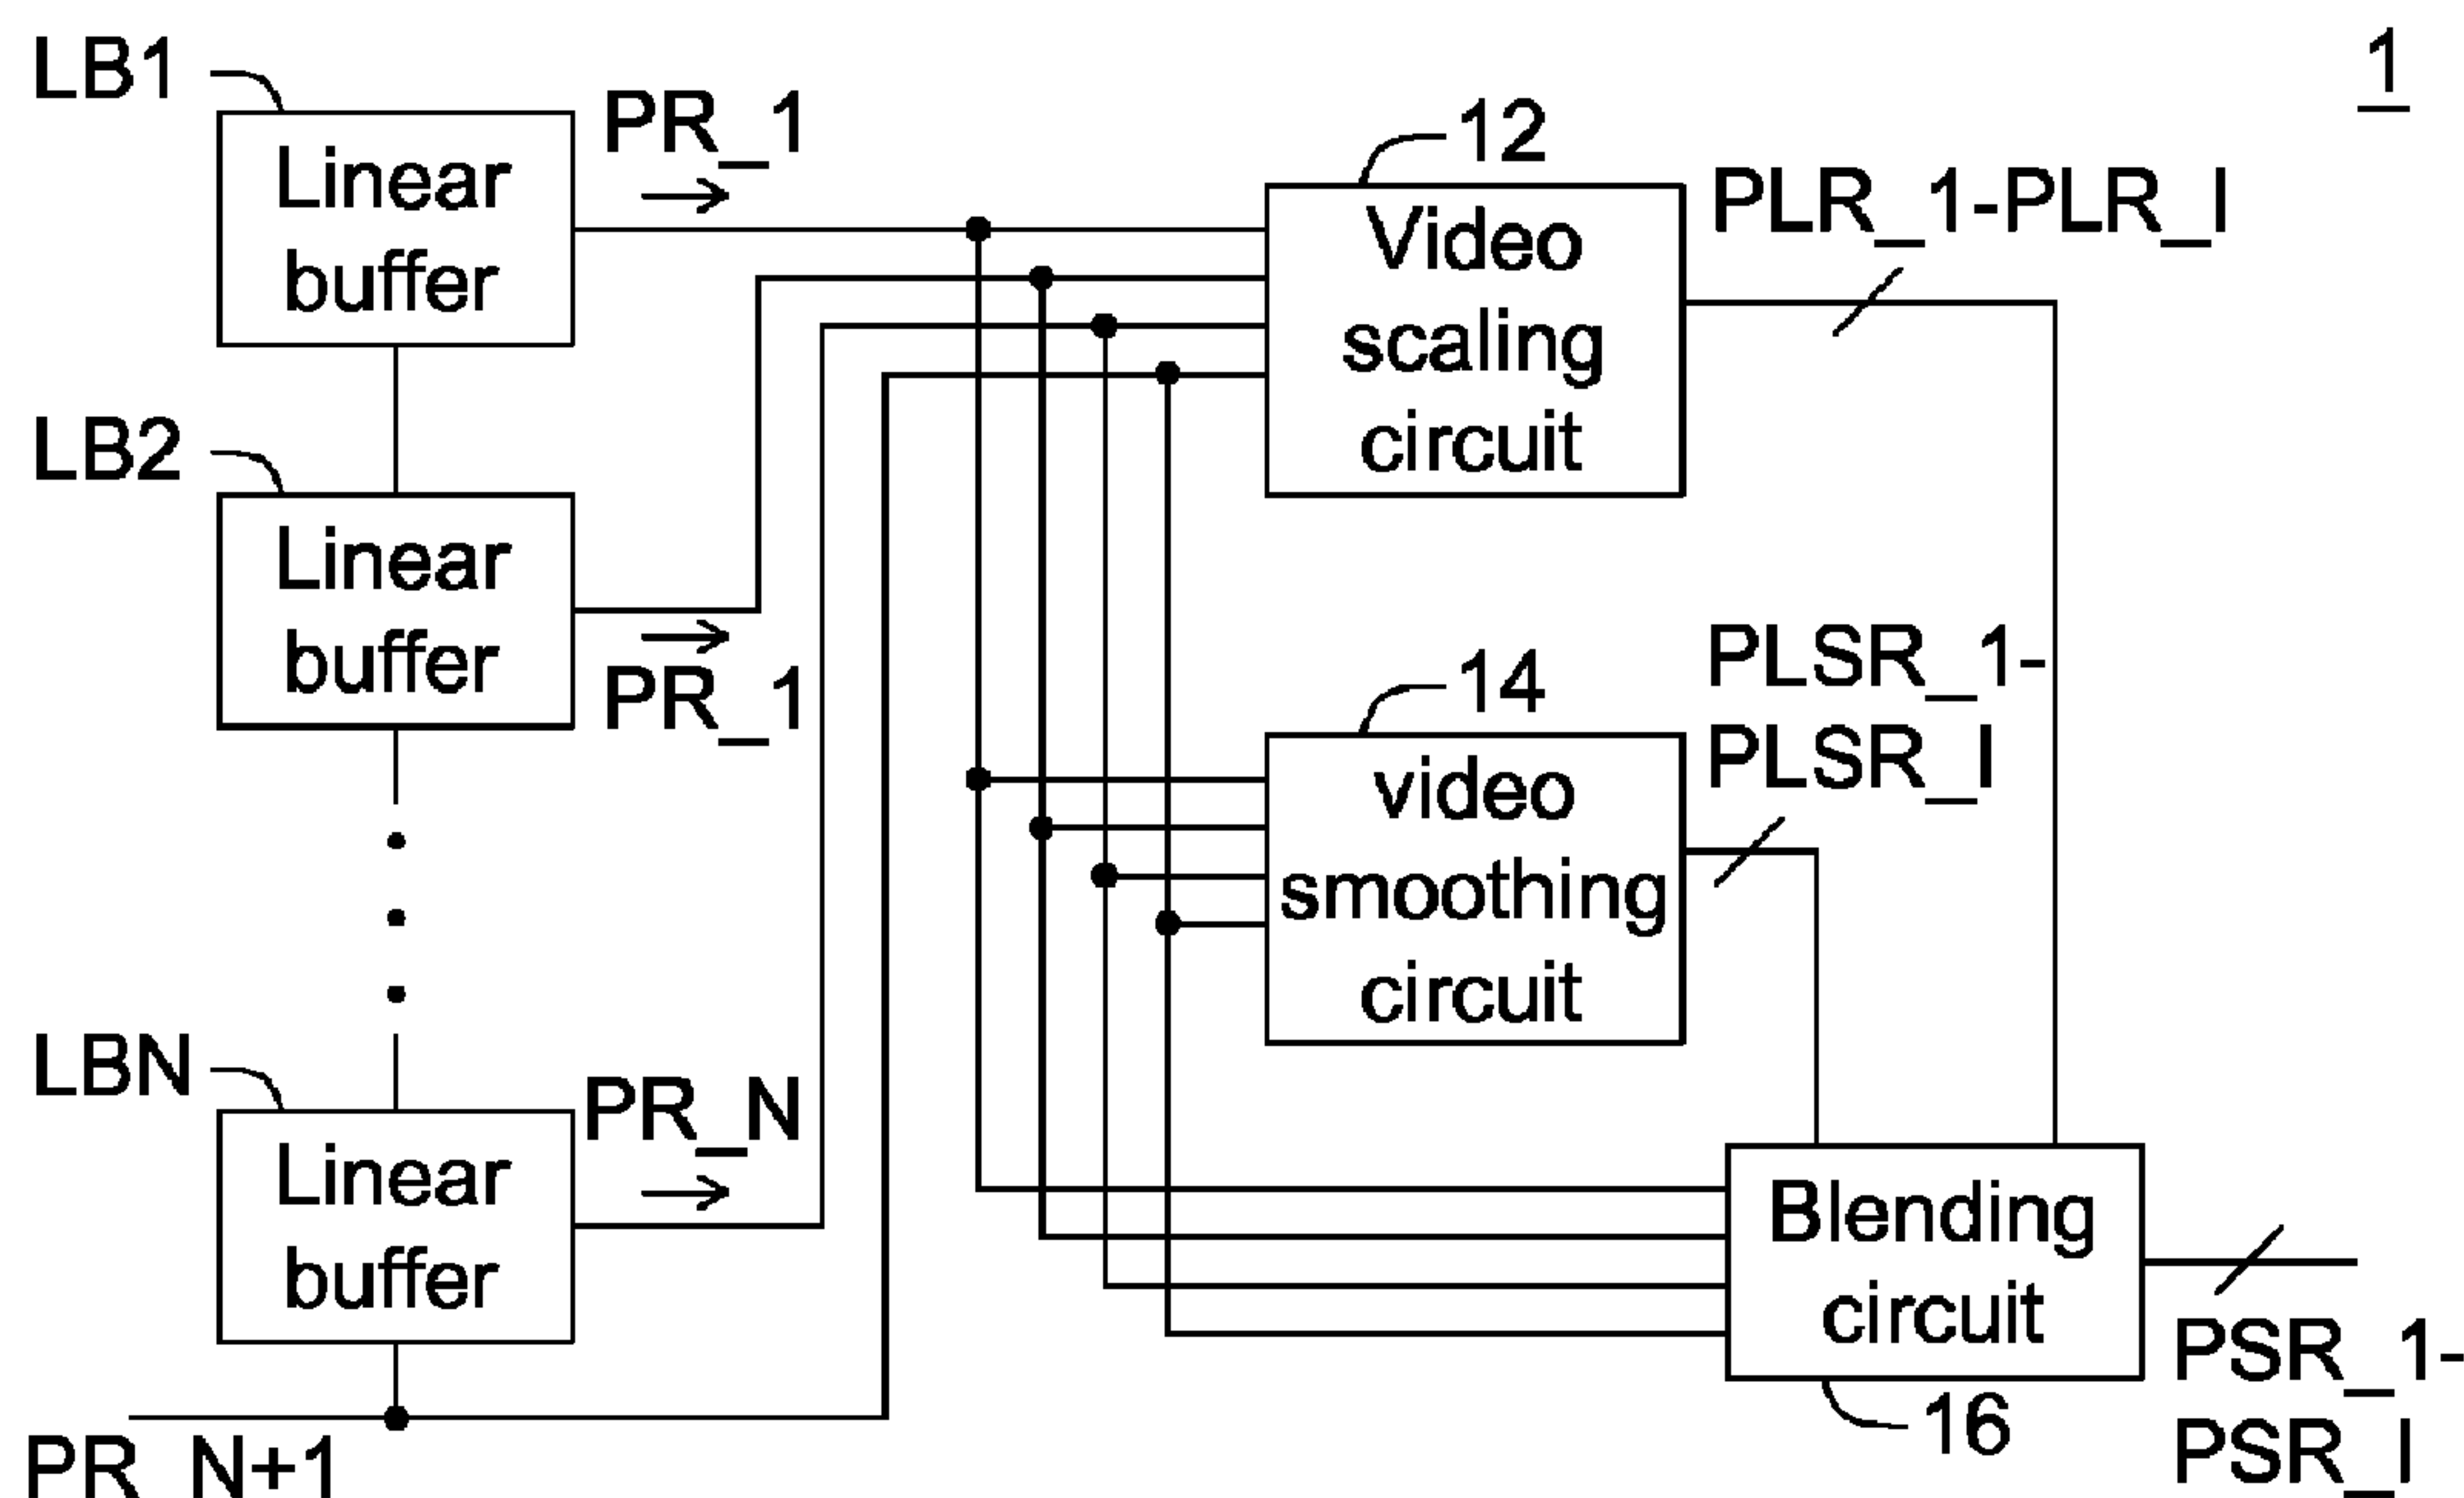 1
LB1
Linear
buffer
PR_1
12
Video
scaling
circuit
PLR_1-PLR_I
LB2
Linear
buffer
PR_1
14
video
smoothing
circuit
PLSR_1-
PLSR_I
LBN
Linear
buffer
PR_N
Blending
circuit
16
PSR_1-
PSR_I
PR_N+1